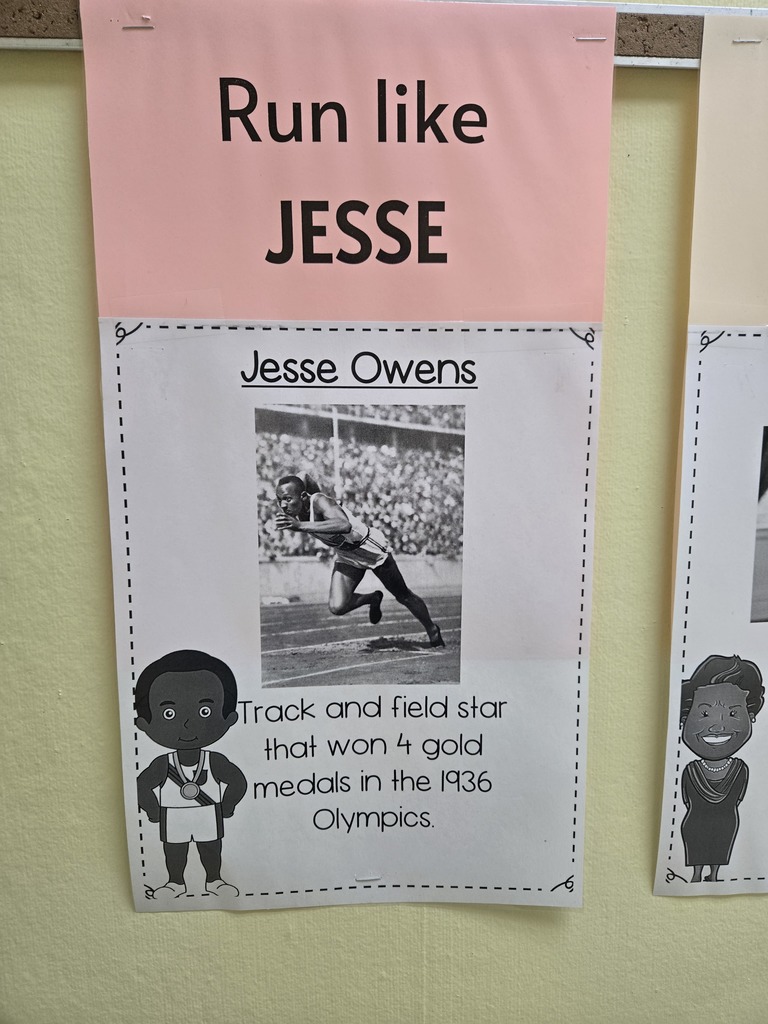 Run like
JESSE
Jesse Owens
Track and field star
that won 4 gold
medals in the 1936
Olympics.